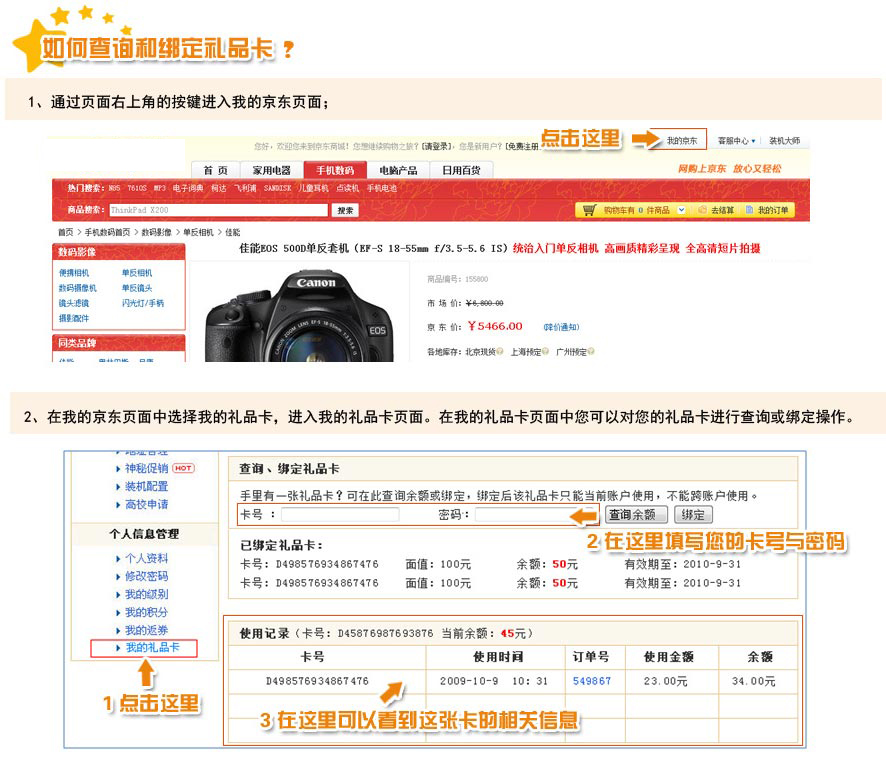 如何查询和绑定礼品卡？
1、通过页面右上角的按键进入我的京东页面；
您好，欢迎您来到京东商城！您想继续购物之旅？[请登录]，您是新用户？[免费注册
点击这里
我的京东
客服中心
装机大师
首 页
家用电器
手机数码
电脑产品
日用百货
网购上京东 放心又轻松
热门搜索： N85 7610S MP3 电子词典 柯达 飞利浦 SANDISK 儿童耳机 点读机 手机电池
商品搜索： ThinkPad X200 搜索
购物车有 0 件商品 去结算 我的订单
首页 > 手机数码首页 > 数码影像 > 单反相机 > 佳能
数码影像
便携相机 单反相机
数码摄像机 单反镜头
镜头滤镜 闪光灯/手柄
摄影配件
同类品牌
佳能EOS 500D单反套机（EF-S 18-55mm f/3.5-5.6 IS）统治入门单反相机 高画质精彩呈现 全高清短片拍摄
Canon
EOS
商品编号：155800
市 场 价：￥6,800.00
京 东 价：￥5466.00 (降价通知)
各地库存：北京现货 上海预定 广州预定
2、在我的京东页面中选择我的礼品卡，进入我的礼品卡页面。在我的礼品卡页面中您可以对您的礼品卡进行查询或绑定操作。
神秘促销 HOT
装机配置
高校申请
个人信息管理
个人资料
修改密码
我的级别
我的积分
我的返券
我的礼品卡
1 点击这里
查询、绑定礼品卡
手里有一张礼品卡？可在此查询余额或绑定，绑定后该礼品卡只能当前账户使用，不能跨账户使用。
卡号 ： 密码： 查询余额 绑定
2 在这里填写您的卡号与密码
已绑定礼品卡：
卡号：D498576934867476 面值：100元 余额：50元 有效期至：2010-9-31
卡号：D498576934867476 面值：100元 余额：50元 有效期至：2010-9-31
使用记录（卡号：D45876987693876 当前余额：45元）
卡号 使用时间 订单号 使用金额 余额
D498576934867476 2009-10-9 10：31 549867 23.00元 34.00元
3 在这里可以看到这张卡的相关信息